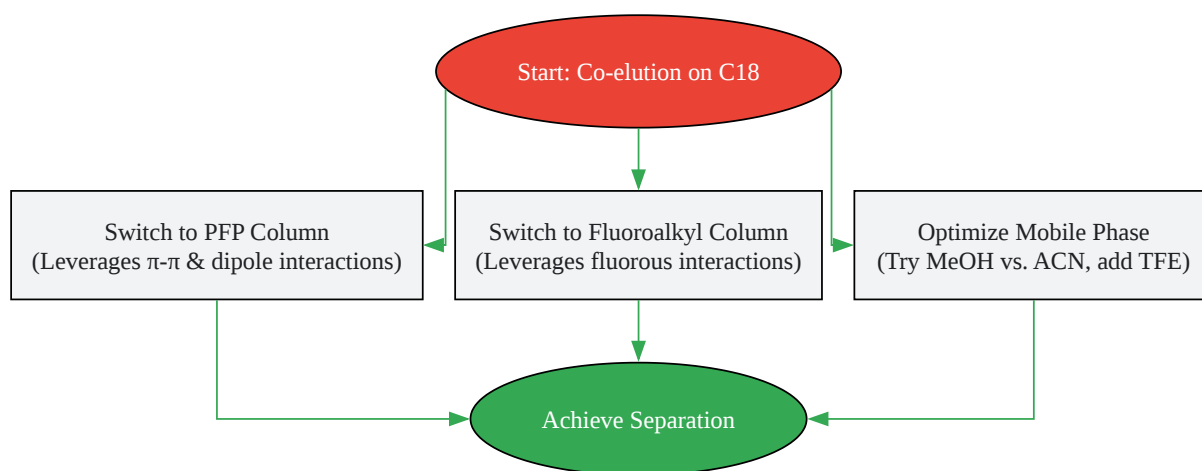 Start: Co-elution on C18
Switch to PFP Column
(Leverages π-π & dipole interactions)
Switch to Fluoroalkyl Column
(Leverages fluorous interactions)
Optimize Mobile Phase
(Try MeOH vs. ACN, add TFE)
Achieve Separation